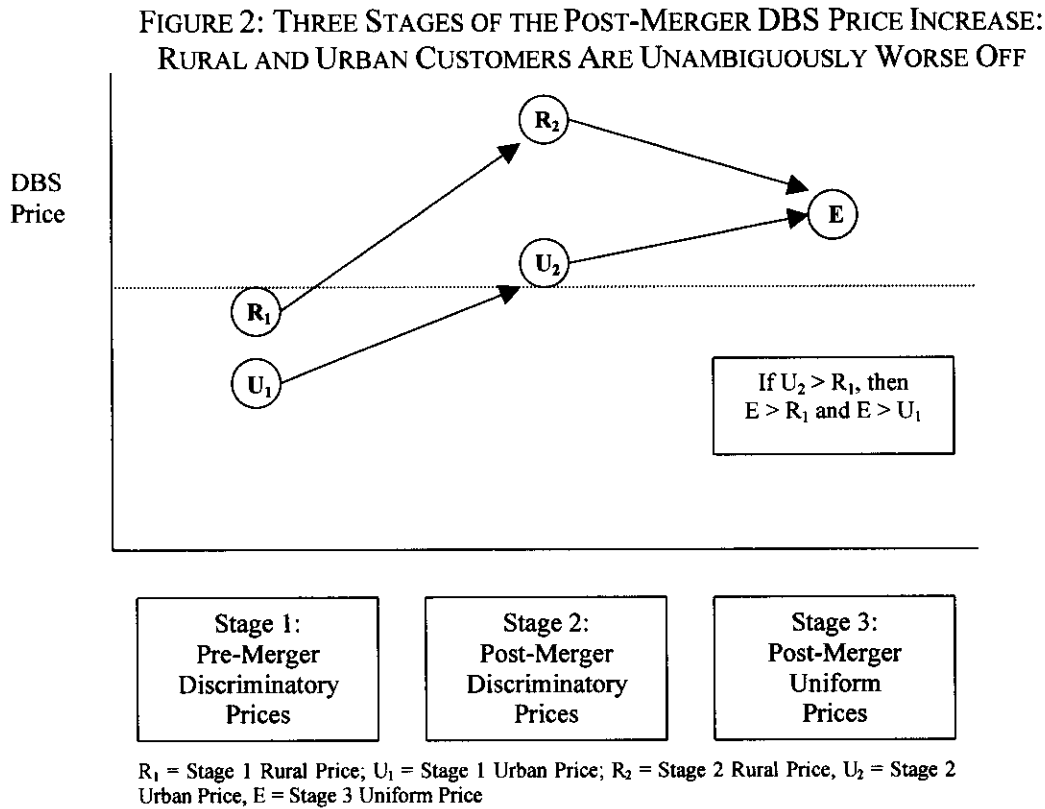 FIGURE 2: THREE STAGES OF THE POST-MERGER DBS PRICE INCREASE:
RURAL AND URBAN CUSTOMERS ARE UNAMBIGUOUSLY WORSE OFF
DBS
Price
R₂
E
U₂
R₁
U₁
If U₂ > R₁, then
E > R₁ and E > U₁
Stage 1:
Pre-Merger
Discriminatory
Prices
Stage 2:
Post-Merger
Discriminatory
Prices
Stage 3:
Post-Merger
Uniform
Prices
R₁ = Stage 1 Rural Price; U₁ = Stage 1 Urban Price; R₂ = Stage 2 Rural Price, U₂ = Stage 2
Urban Price, E = Stage 3 Uniform Price